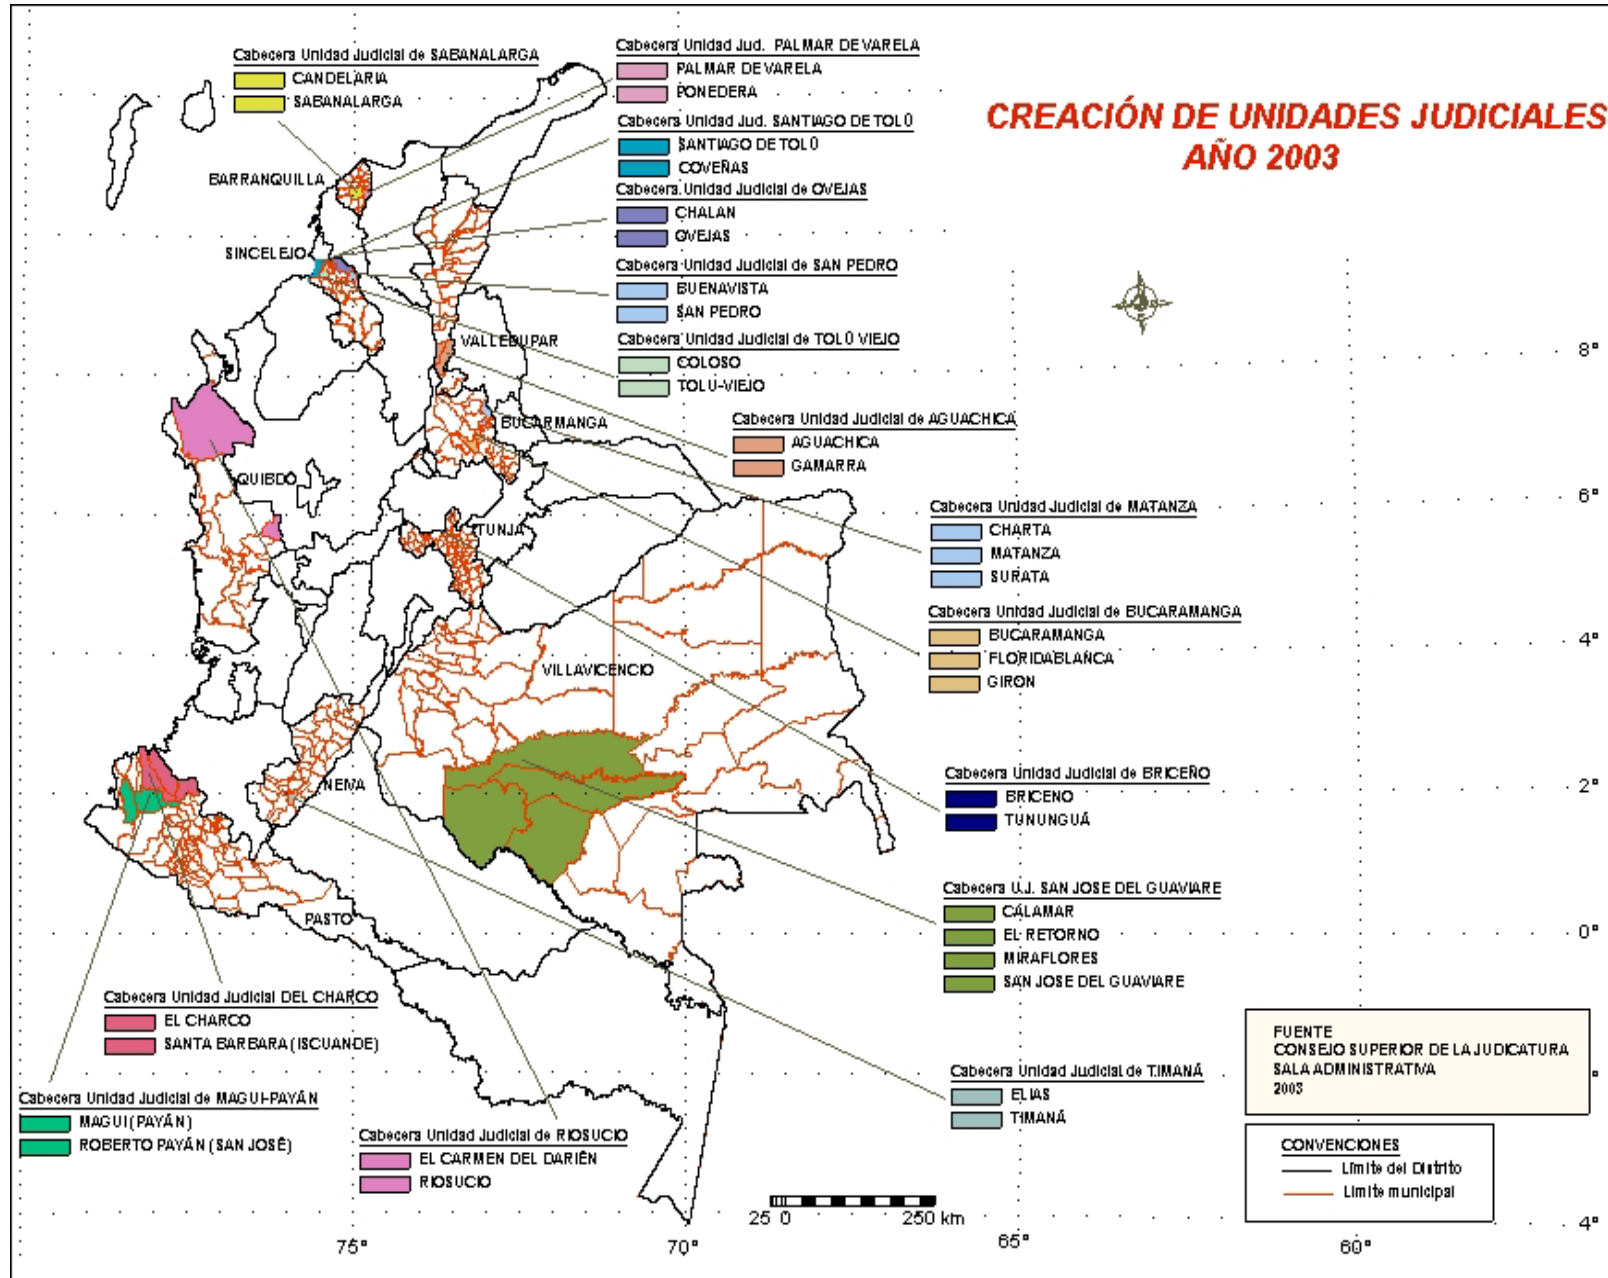 CREACIÓN DE UNIDADES JUDICIALES
AÑO 2003
Cabecera Unidad Judicial de SABANALARGA
CANDELARIA
SABANALARGA
Cabecera Unidad Jud. PALMAR DE VARELA
PALMAR DE VARELA
PONEDERA
Cabecera Unidad Jud. SANTIAGO DE TOLÚ
SANTIAGO DE TOLÚ
COVEÑAS
Cabecera Unidad Judicial de OVEJAS
CHALAN
OVEJAS
Cabecera Unidad Judicial de SAN PEDRO
BUENAVISTA
SAN PEDRO
Cabecera Unidad Judicial de TOLÚ VIEJO
COLOSO
TOLU-VIEJO
Cabecera Unidad Judicial de AGUACHICA
AGUACHICA
GAMARRA
Cabecera Unidad Judicial de MATANZA
CHARTA
MATANZA
SURATA
Cabecera Unidad Judicial de BUCARAMANGA
BUCARAMANGA
FLORIDABLANCA
GIRON
Cabecera Unidad Judicial de BRICEÑO
BRICENO
TUNUNGUÁ
Cabecera U.J. SAN JOSE DEL GUAVIARE
CALAMAR
EL RETORNO
MIRAFLORES
SAN JOSE DEL GUAVIARE
Cabecera Unidad Judicial de TIMANÁ
ELIAS
TIMANÁ
Cabecera Unidad Judicial DEL CHARCO
EL CHARCO
SANTA BARBARA (ISCUANDE)
Cabecera Unidad Judicial de MAGUI-PAYÁN
MAGUI (PAYÁN)
ROBERTO PAYÁN (SAN JOSÉ)
Cabecera Unidad Judicial de RIOSUCIO
EL CARMEN DEL DARIÉN
RIOSUCIO
BARRANQUILLA
SINCELEJO
VALLEDUPAR
BUCARMANGA
QUIBDO
TUNJA
VILLAVICENCIO
NEIVA
PASTO
8°
6°
4°
2°
0°
4°
75°
70°
65°
60°
25 0 250 km
FUENTE
CONSEJO SUPERIOR DE LA JUDICATURA
SALA ADMINISTRATIVA
2003
CONVENCIONES
Límite del Distrito
Límite municipal